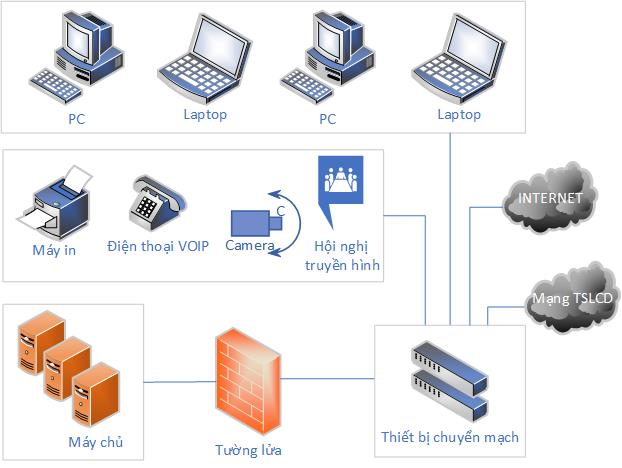 PC
Laptop
PC
Laptop
INTERNET
C
Máy in
Điện thoại VOIP
Camera
Hội nghị
truyền hình
Mạng TSLCD
Máy chủ
Tường lửa
Thiết bị chuyển mạch